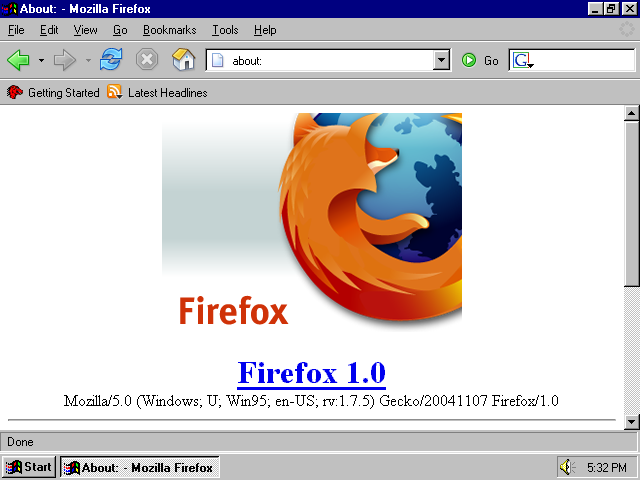 About: - Mozilla Firefox
File Edit View Go Bookmarks Tools Help
about: Go G
Getting Started Latest Headlines
Firefox
Firefox 1.0
Mozilla/5.0 (Windows; U; Win95; en-US; rv:1.7.5) Gecko/20041107 Firefox/1.0
Done
Start About: - Mozilla Firefox 5:32 PM